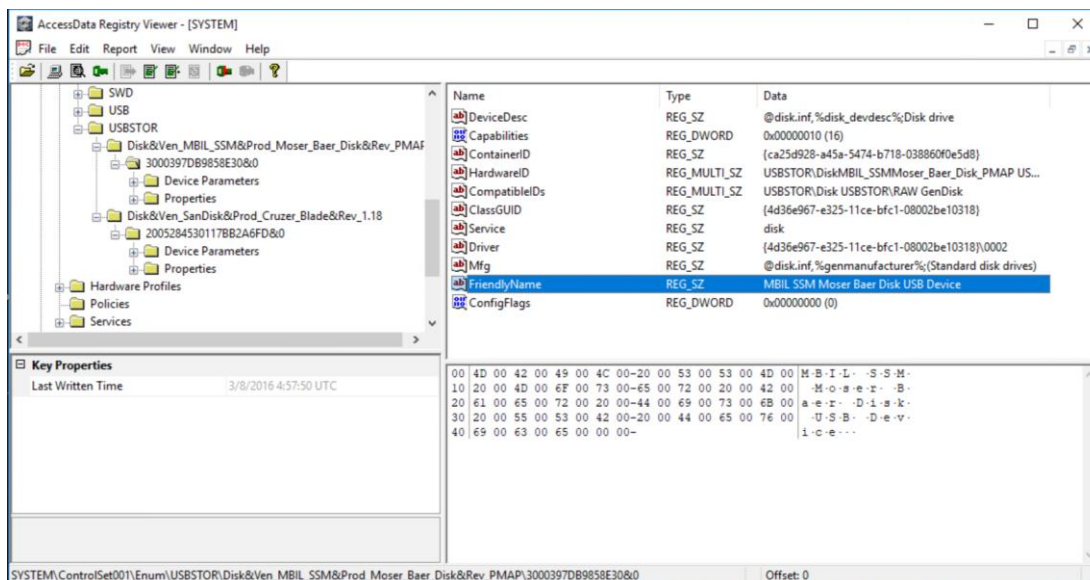 AccessData Registry Viewer - [SYSTEM]
File Edit Report View Window Help
SWD
USB
USBSTOR
Disk&Ven_MBIL_SSM&Prod_Moser_Baer_Disk&Rev_PMAP
3000397DB9858E30&0
Device Parameters
Properties
Disk&Ven_SanDisk&Prod_Cruzer_Blade&Rev_1.18
2005284530117BB2A6FD&0
Device Parameters
Properties
Hardware Profiles
Policies
Services
Name Type Data
DeviceDesc REG_SZ @disk.inf,%disk_devdesc%;Disk drive
Capabilities REG_DWORD 0x00000010 (16)
ContainerID REG_SZ {ca25d928-a45a-5474-b718-038860f0e5d8}
HardwareID REG_MULTI_SZ USBSTOR\DiskMBIL_SSMMoser_Baer_Disk_PMAP US...
CompatibleIDs REG_MULTI_SZ USBSTOR\Disk USBSTOR\RAW GenDisk
ClassGUID REG_SZ {4d36e967-e325-11ce-bfc1-08002be10318}
Service REG_SZ disk
Driver REG_SZ {4d36e967-e325-11ce-bfc1-08002be10318}\0002
Mfg REG_SZ @disk.inf,%genmanufacturer%;(Standard disk drives)
FriendlyName REG_SZ MBIL SSM Moser Baer Disk USB Device
ConfigFlags REG_DWORD 0x00000000 (0)
Key Properties
Last Written Time 3/8/2016 4:57:50 UTC
00 4D 00 42 00 49 00 4C 00-20 00 53 00 53 00 4D 00 M·B·I·L· ·S·S·M·
10 20 00 4D 00 6F 00 73 00-65 00 72 00 20 00 42 00 ·M·o·s·e·r· ·B·
20 61 00 65 00 72 00 20 00-44 00 69 00 73 00 6B 00 a·e·r· ·D·i·s·k·
30 20 00 55 00 53 00 42 00-20 00 44 00 65 00 76 00 ·U·S·B· ·D·e·v·
40 69 00 63 00 65 00 00 00- i·c·e···
SYSTEM\ControlSet001\Enum\USBSTOR\Disk&Ven_MBIL_SSM&Prod_Moser_Baer_Disk&Rev_PMAP\3000397DB9858E30&0 Offset: 0